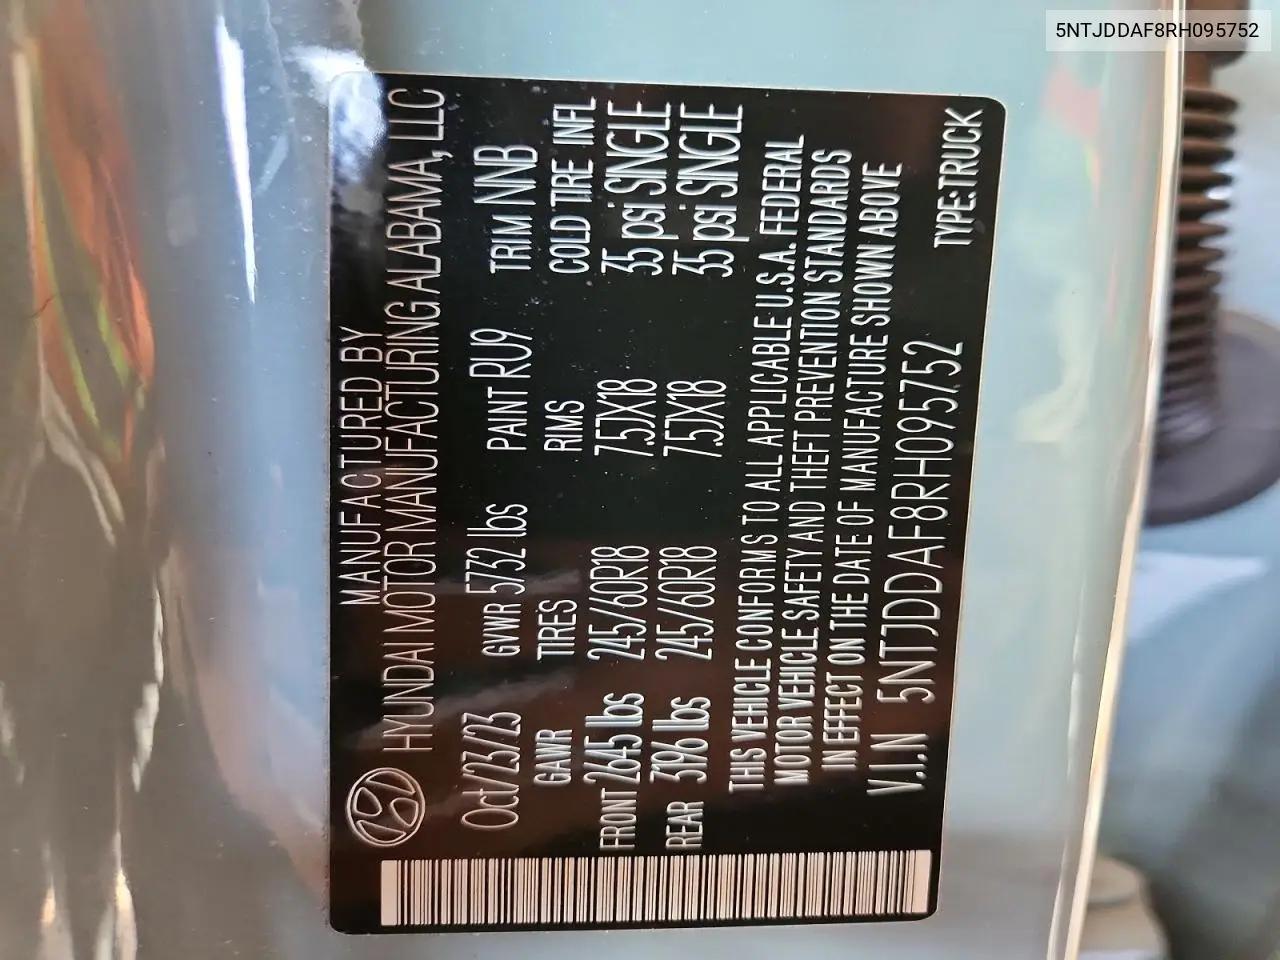 5NTJDDAF8RH095752
MANUFACTURED BY
HYUNDAI MOTOR MANUFACTURING ALABAMA, LLC
Oct/23/23 GVWR 5732 lbs PAINT RU9 TRIM NNB
GAWR TIRES RIMS COLD TIRE INFL
FRONT 2645 lbs 245/60R18 7.5JX18 35 psi SINGLE
REAR 3196 lbs 245/60R18 7.5JX18 35 psi SINGLE
THIS VEHICLE CONFORMS TO ALL APPLICABLE U.S.A. FEDERAL
MOTOR VEHICLE SAFETY AND THEFT PREVENTION STANDARDS
IN EFFECT ON THE DATE OF MANUFACTURE SHOWN ABOVE
V.I.N 5NTJDDAF8RH095752 TYPE:TRUCK